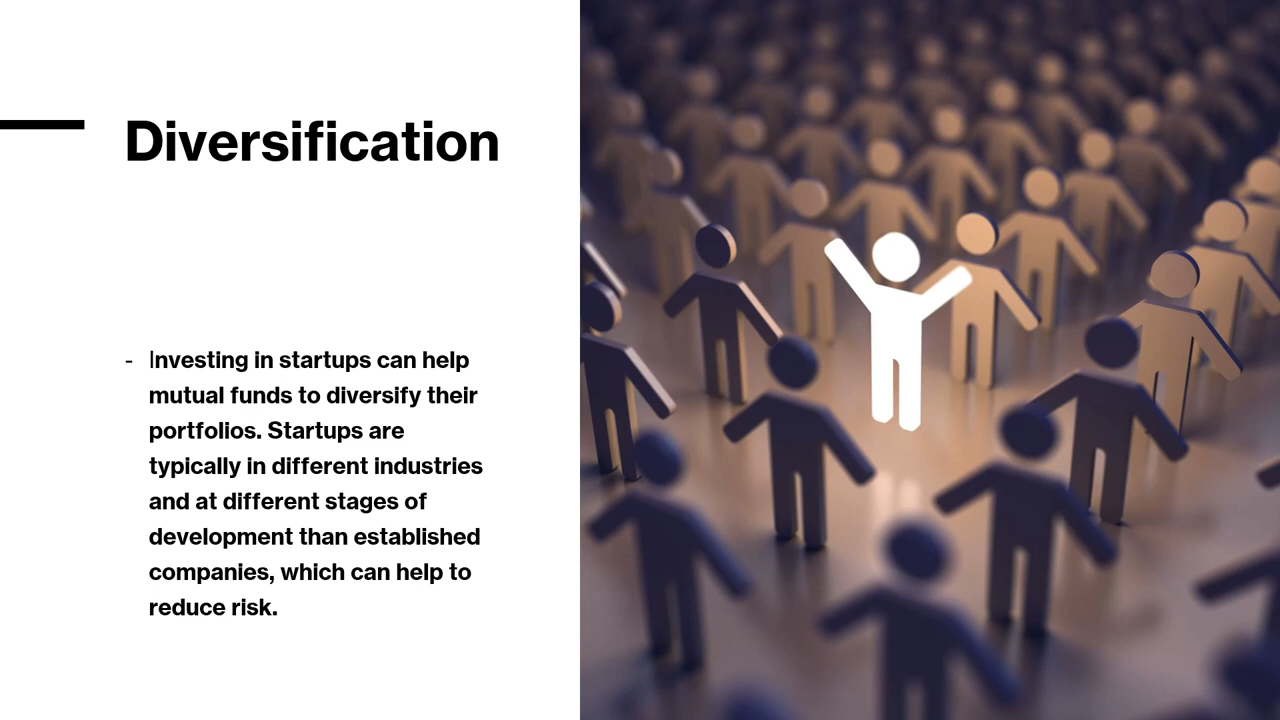 Diversification
- Investing in startups can help
mutual funds to diversify their
portfolios. Startups are
typically in different industries
and at different stages of
development than established
companies, which can help to
reduce risk.